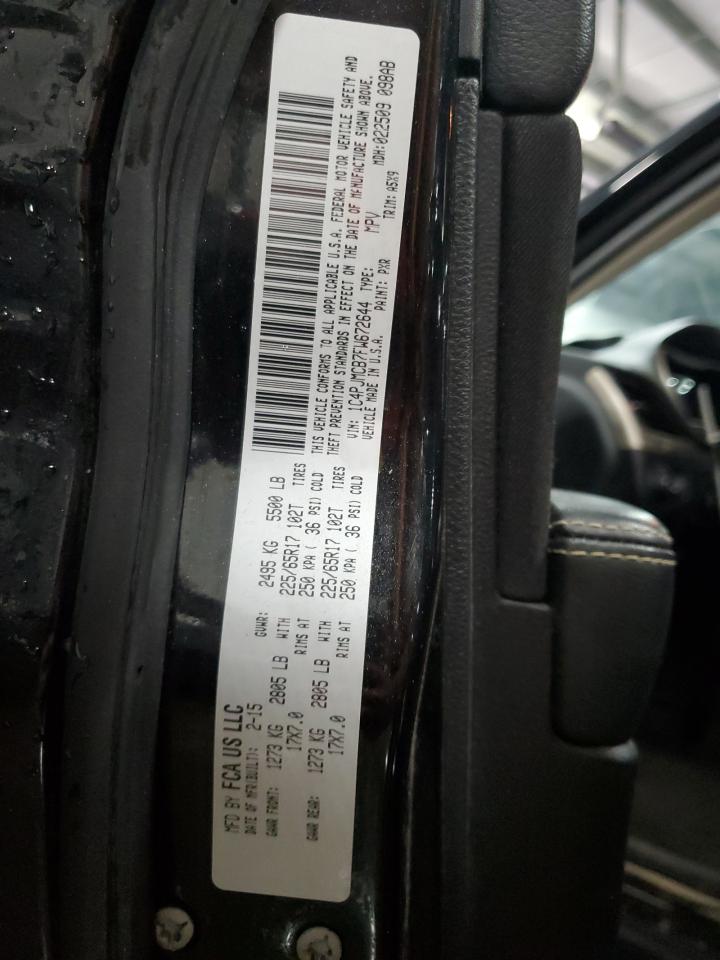 MFD BY FCA US LLC
DATE OF MFR(BUILT): 2-15 GVWR: 2495 KG 5500 LB
GAWR FRONT: 1273 KG 2805 LB WITH 225/65R17 102T TIRES
17X7.0 RIMS AT 250 KPA ( 36 PSI) COLD
GAWR REAR: 1273 KG 2805 LB WITH 225/65R17 102T TIRES
17X7.0 RIMS AT 250 KPA ( 36 PSI) COLD
THIS VEHICLE CONFORMS TO ALL APPLICABLE U.S.A. FEDERAL MOTOR VEHICLE SAFETY AND
THEFT PREVENTION STANDARDS IN EFFECT ON THE DATE OF MANUFACTURE SHOWN ABOVE.
VIN: 1C4PJMCB7FW672644 TYPE: MPV MDH:022509 098AB
VEHICLE MADE IN U.S.A. PAINT: PXR TRIM: A5X9